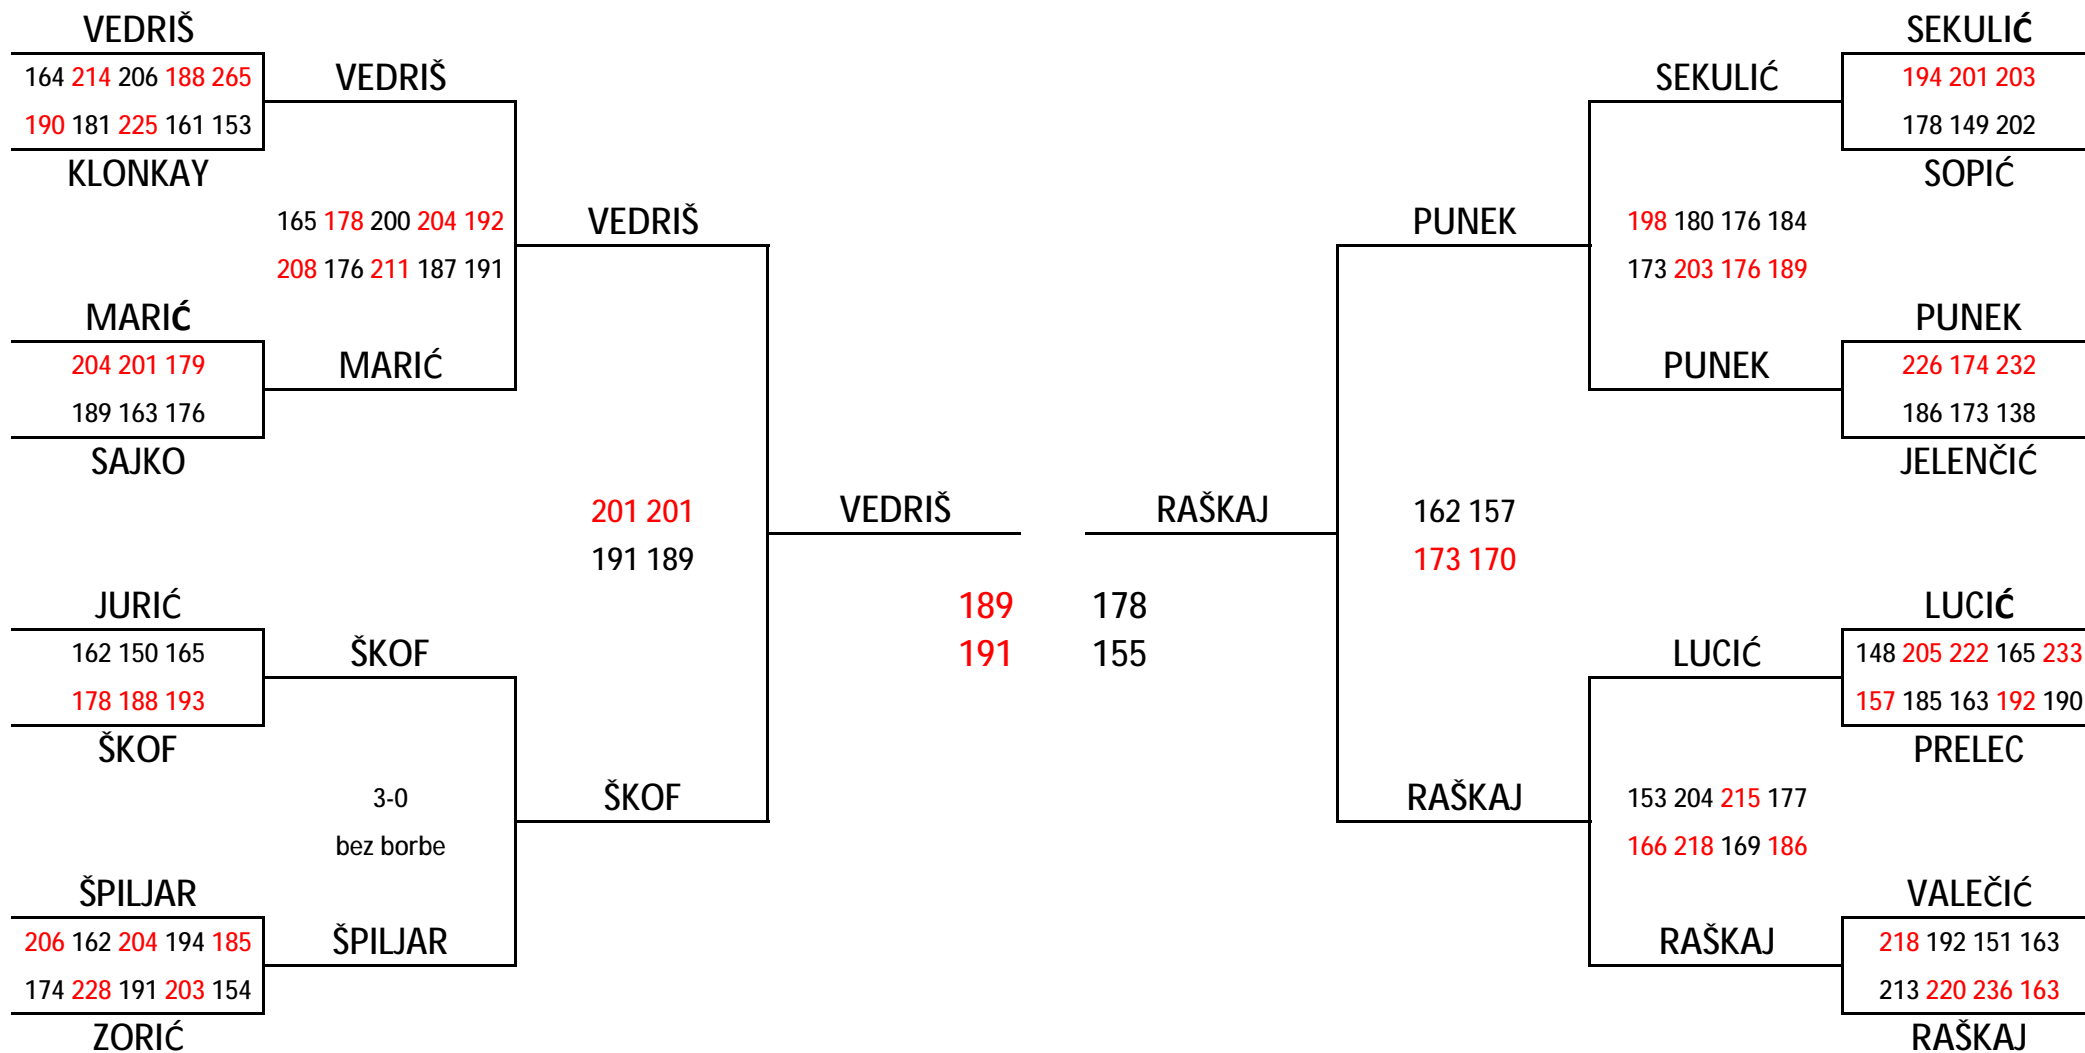 VEDRIŠ
164 214 206 188 265
190 181 225 161 153
KLONKAY
MARIĆ
204 201 179
189 163 176
SAJKO
JURIĆ
162 150 165
178 188 193
ŠKOF
ŠPILJAR
206 162 204 194 185
174 228 191 203 154
ZORIĆ
VEDRIŠ
165 178 200 204 192
208 176 211 187 191
MARIĆ
ŠKOF
3-0
bez borbe
ŠPILJAR
VEDRIŠ
201 201
191 189
ŠKOF
VEDRIŠ
189
191
RAŠKAJ
178
155
PUNEK
162 157
173 170
RAŠKAJ
SEKULIĆ
198 180 176 184
173 203 176 189
PUNEK
LUCIĆ
153 204 215 177
166 218 169 186
RAŠKAJ
SEKULIĆ
194 201 203
178 149 202
SOPIĆ
PUNEK
226 174 232
186 173 138
JELENČIĆ
LUCIĆ
148 205 222 165 233
157 185 163 192 190
PRELEC
VALEČIĆ
218 192 151 163
213 220 236 163
RAŠKAJ